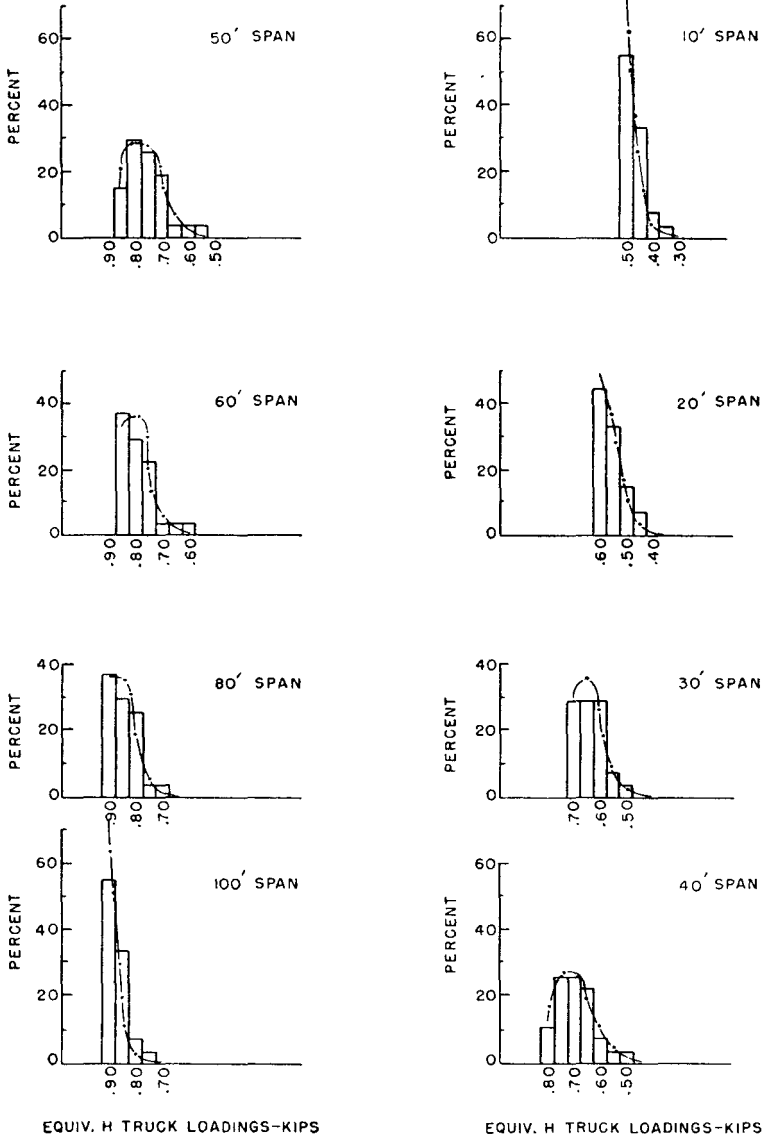 50' SPAN
PERCENT
60
40
20
0
.90 .80 .70 .60 .50
60' SPAN
PERCENT
40
20
0
.90 .80 .70 .60
80' SPAN
PERCENT
40
20
0
.90 .80 .70
100' SPAN
PERCENT
60
40
20
0
.90 .80 .70
EQUIV. H TRUCK LOADINGS-KIPS
10' SPAN
PERCENT
60
40
20
0
.50 .40 .30
20' SPAN
PERCENT
40
20
0
.60 .50 .40
30' SPAN
PERCENT
40
20
0
.70 .60 .50
40' SPAN
PERCENT
60
40
20
0
.80 .70 .60 .50
EQUIV. H TRUCK LOADINGS-KIPS